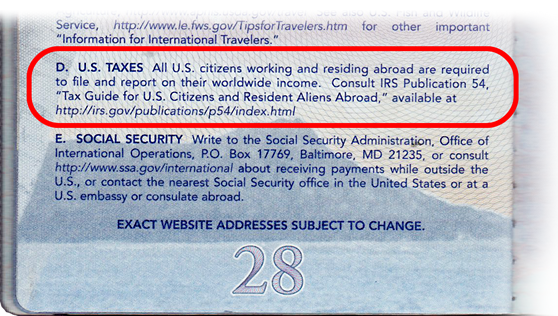 Service, http://www.le.fws.gov/TipsforTravelers.htm for other important
"Information for International Travelers."
D. U.S. TAXES All U.S. citizens working and residing abroad are required
to file and report on their worldwide income. Consult IRS Publication 54,
"Tax Guide for U.S. Citizens and Resident Aliens Abroad," available at
http://irs.gov/publications/p54/index.html
E. SOCIAL SECURITY Write to the Social Security Administration, Office of
International Operations, P.O. Box 17769, Baltimore, MD 21235, or consult
http://www.ssa.gov/international about receiving payments while outside the
U.S., or contact the nearest Social Security office in the United States or at a
U.S. embassy or consulate abroad.
EXACT WEBSITE ADDRESSES SUBJECT TO CHANGE.
28